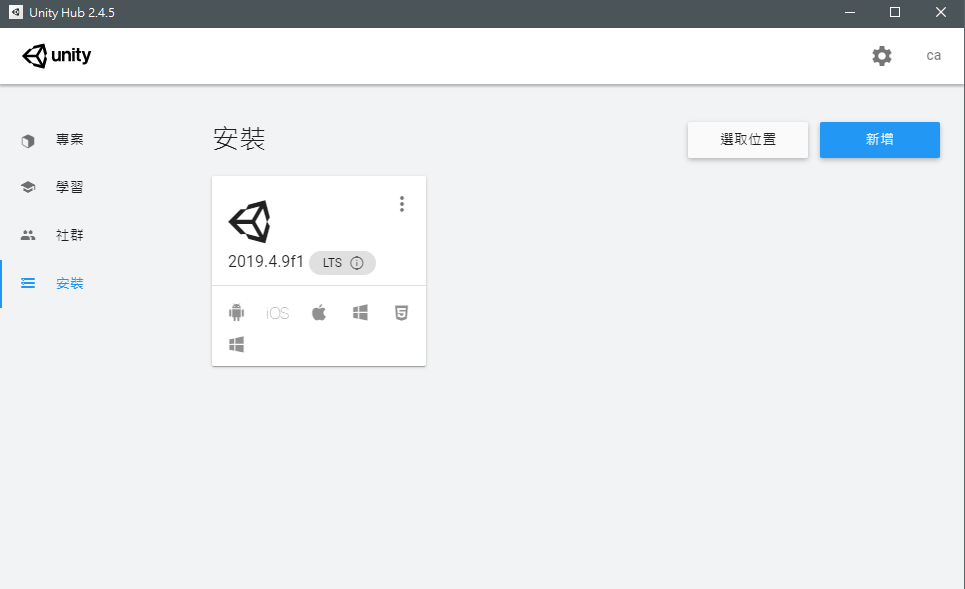 Unity Hub 2.4.5
unity
ca
專案
學習
社群
安裝
安裝
選取位置
新增
2019.4.9f1 LTS
iOS